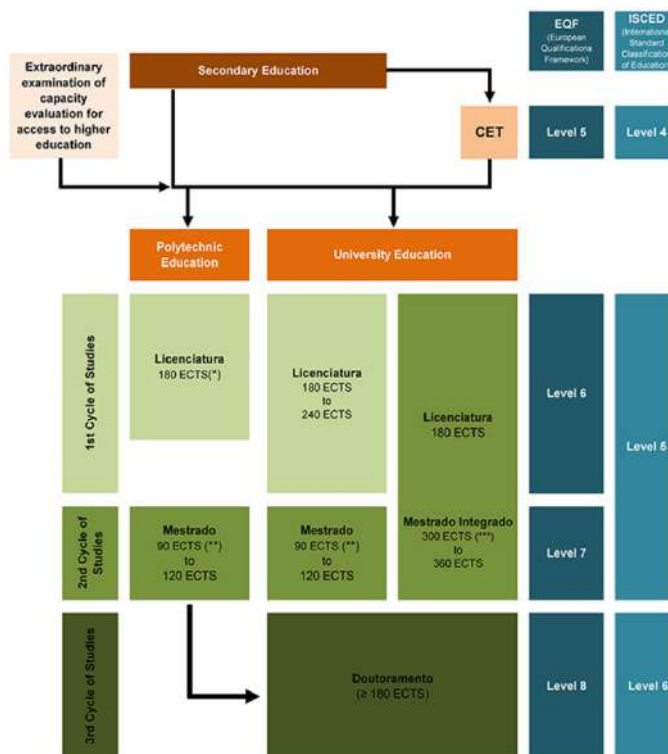 EQF
(European
Qualifications
Framework)
ISCED
(Internationa
Standard
Classification
of Education
Extraordinary
examination of
capacity
evaluation for
access to higher
education
Secondary Education
CET
Level 5
Level 4
Polytechnic
Education
University Education
1st Cycle of Studies
Licenciatura
180 ECTS(*)
Licenciatura
180 ECTS
to
240 ECTS
Licenciatura
180 ECTS
Level 6
Level 5
2nd Cycle of
Studies
Mestrado
90 ECTS (**)
to
120 ECTS
Mestrado
90 ECTS (**)
to
120 ECTS
Mestrado Integrado
300 ECTS (***)
to
360 ECTS
Level 7
3rd Cycle of Studies
Doutoramento
(≥ 180 ECTS)
Level 8
Level 6